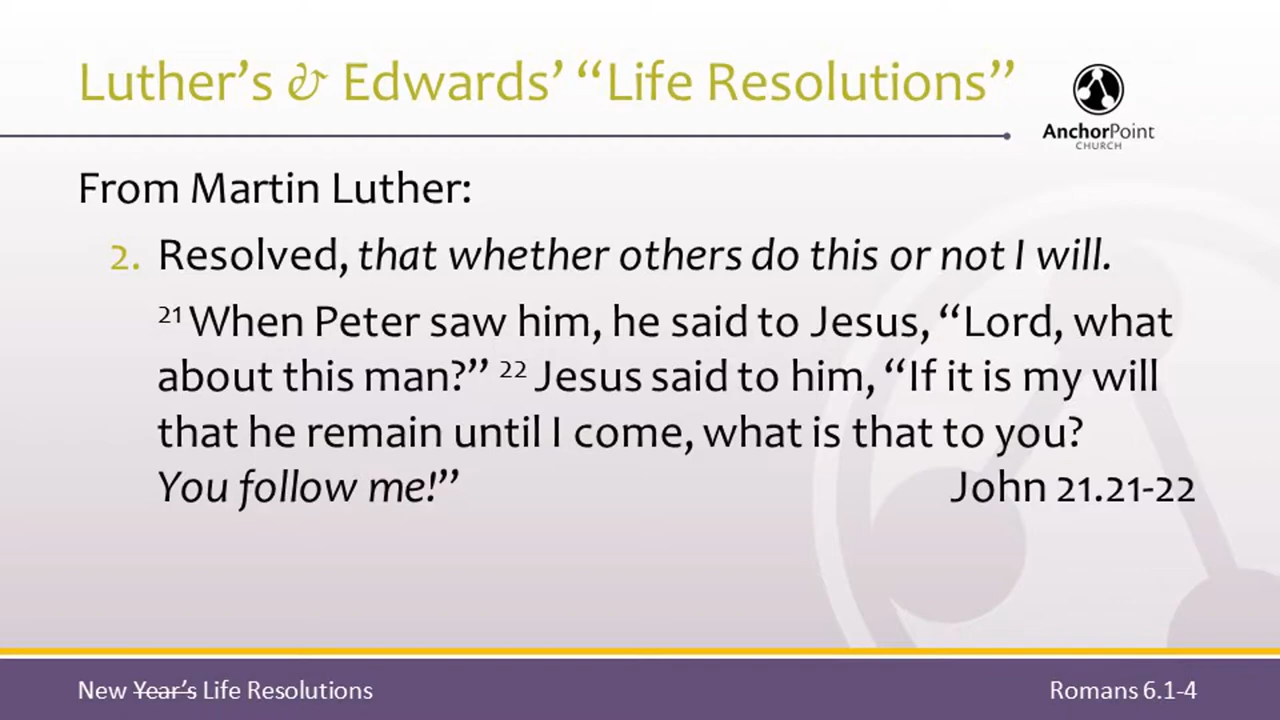 Luther’s & Edwards’ “Life Resolutions”
AnchorPoint
CHURCH
From Martin Luther:
2. Resolved, that whether others do this or not I will.
21 When Peter saw him, he said to Jesus, “Lord, what
about this man?” 22 Jesus said to him, “If it is my will
that he remain until I come, what is that to you?
You follow me!” John 21.21-22
New Year’s Life Resolutions
Romans 6.1-4